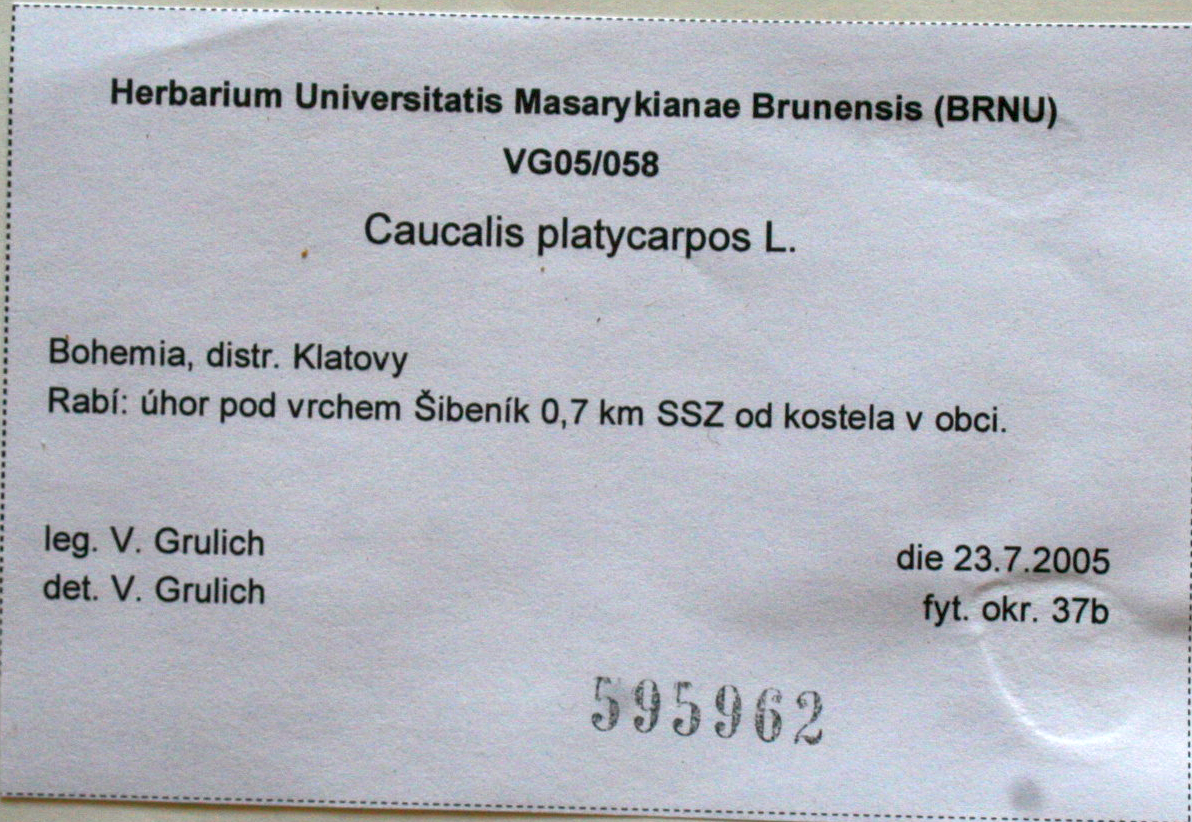 Herbarium Universitatis Masarykianae Brunensis (BRNU)
VG05/058
Caucalis platycarpos L.
Bohemia, distr. Klatovy
Rabí: úhor pod vrchem Šibeník 0,7 km SSZ od kostela v obci.
leg. V. Grulich
die 23.7.2005
det. V. Grulich
fyt. okr. 37b
595962